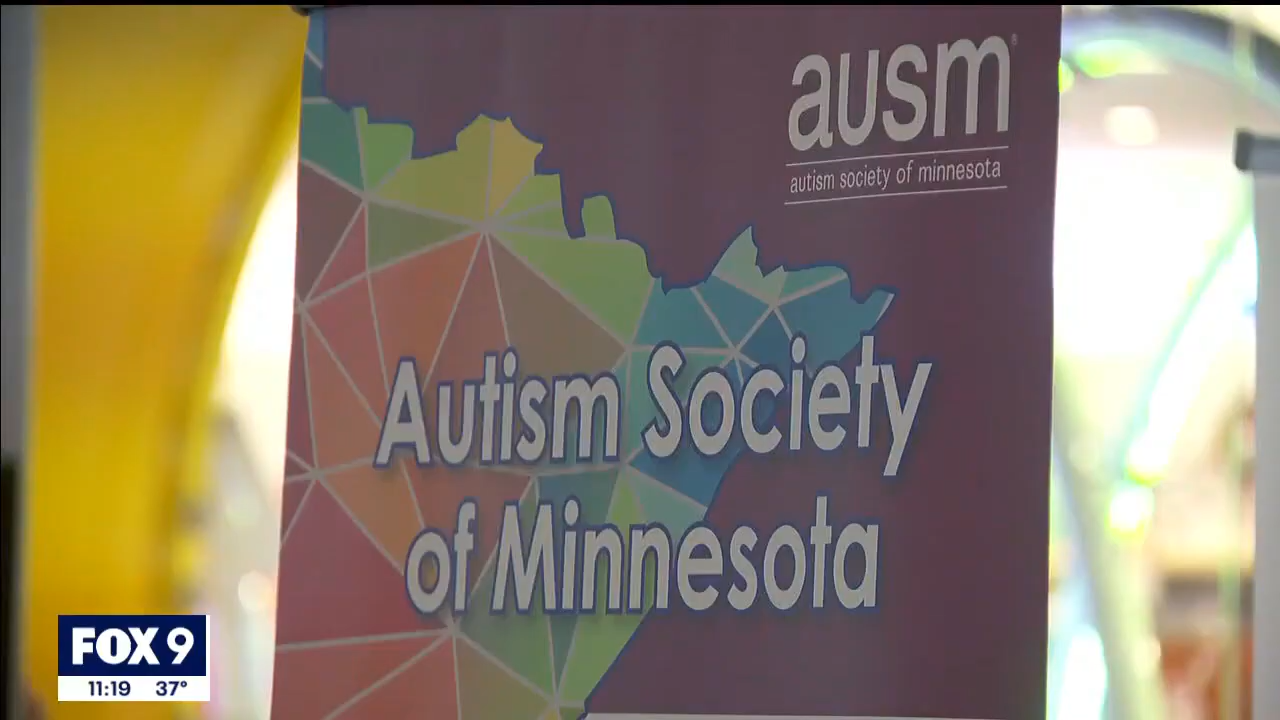 ausm®
autism society of minnesota
Autism Society
of Minnesota
FOX 9
11:19 37°